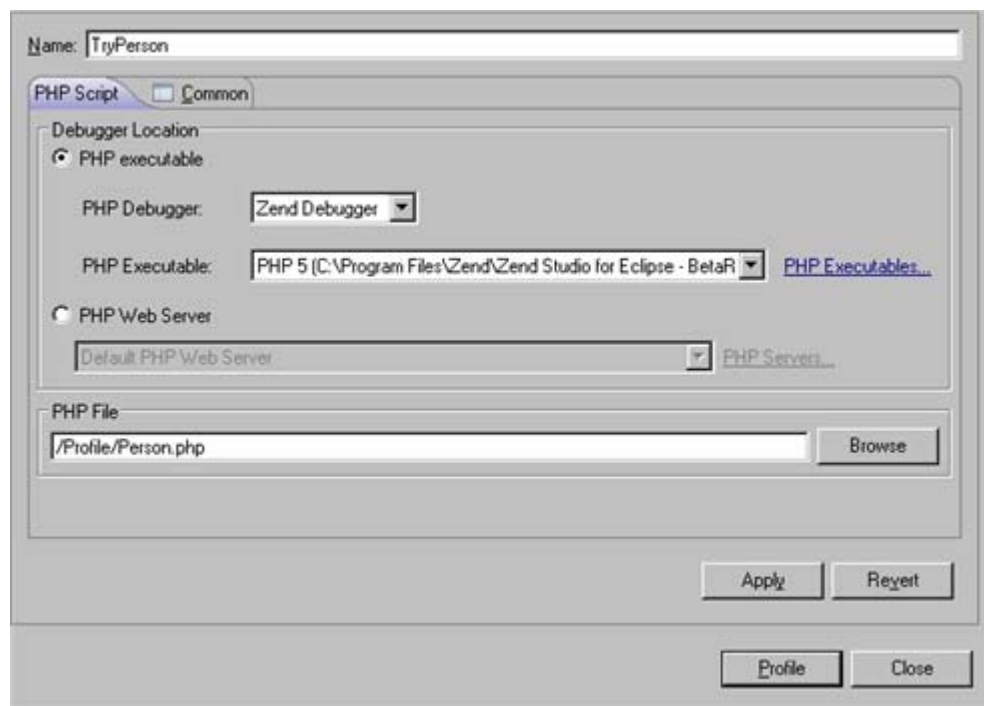 Name: TryPerson
PHP Script Common
Debugger Location
PHP executable
PHP Debugger: Zend Debugger
PHP Executable: PHP 5 (C:\Program Files\Zend\Zend Studio for Eclipse - BetaR PHP Executables...
PHP Web Server
Default PHP Web Server PHP Servers...
PHP File
/Profile/Person.php Browse
Apply Revert
Profile Close